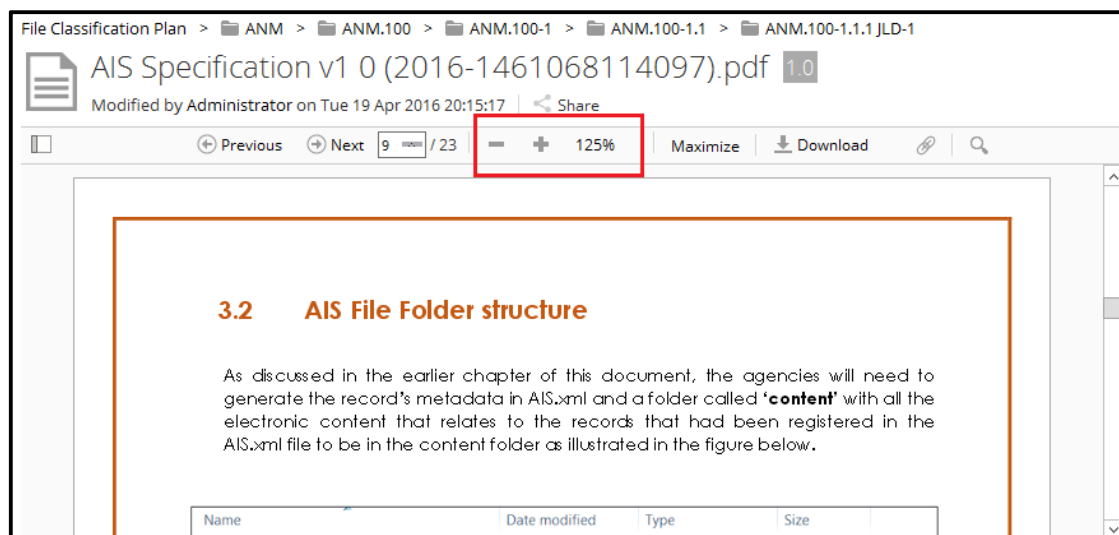 File Classification Plan > ANM > ANM.100 > ANM.100-1 > ANM.100-1.1 > ANM.100-1.1.1 JLD-1
AIS Specification v1 0 (2016-1461068114097).pdf 1.0
Modified by Administrator on Tue 19 Apr 2016 20:15:17 Share
Previous Next 9 / 23 125% Maximize Download
3.2 AIS File Folder structure
As discussed in the earlier chapter of this document, the agencies will need to
generate the record's metadata in AIS.xml and a folder called 'content' with all the
electronic content that relates to the records that had been registered in the
AIS.xml file to be in the content folder as illustrated in the figure below.
Name Date modified Type Size